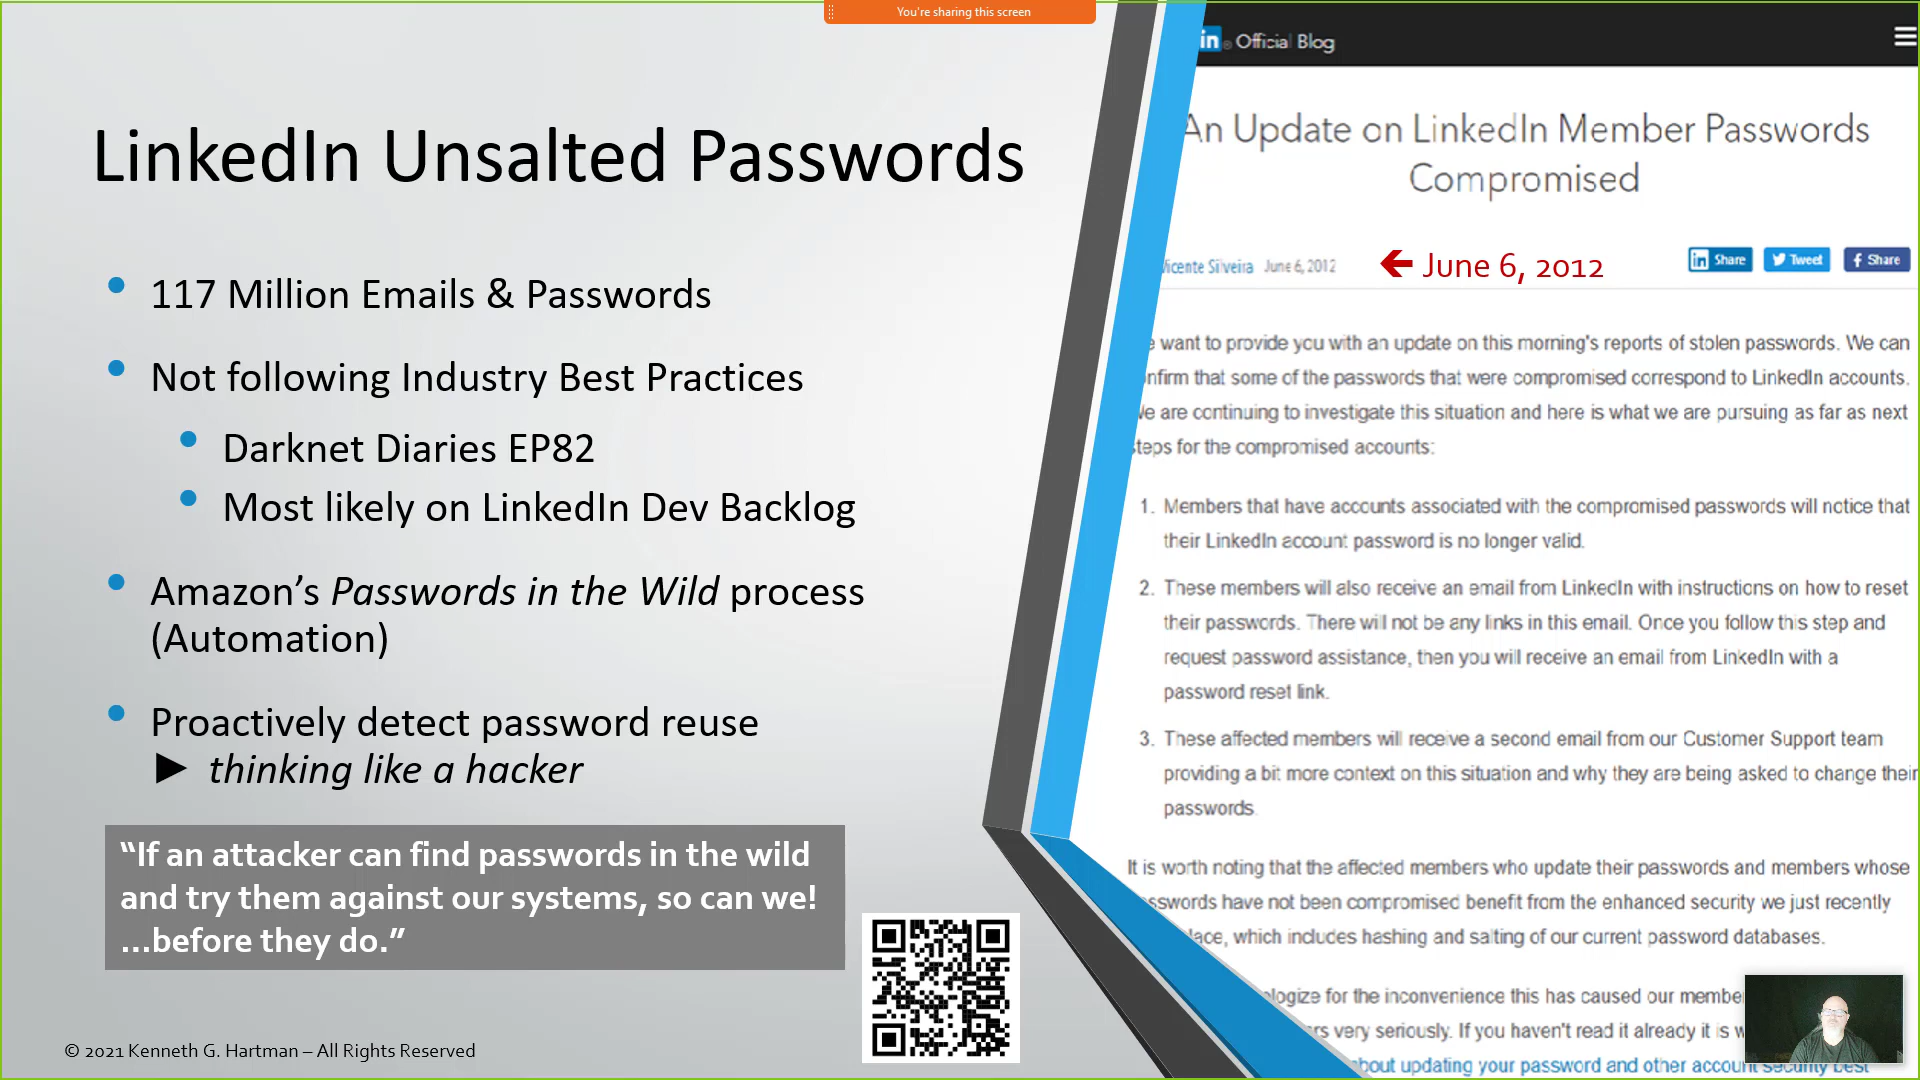 You're sharing this screen
LinkedIn Unsalted Passwords
117 Million Emails & Passwords
Not following Industry Best Practices
Darknet Diaries EP82
Most likely on LinkedIn Dev Backlog
Amazon's Passwords in the Wild process
(Automation)
Proactively detect password reuse
► thinking like a hacker
“If an attacker can find passwords in the wild
and try them against our systems, so can we!
...before they do.”
© 2021 Kenneth G. Hartman – All Rights Reserved
in Official Blog
An Update on LinkedIn Member Passwords
Compromised
Vicente Silveira June 6, 2012
← June 6, 2012
in Share Tweet f Share
want to provide you with an update on this morning's reports of stolen passwords. We can
nfirm that some of the passwords that were compromised correspond to LinkedIn accounts.
We are continuing to investigate this situation and here is what we are pursuing as far as next
steps for the compromised accounts:
1. Members that have accounts associated with the compromised passwords will notice that
their LinkedIn account password is no longer valid.
2. These members will also receive an email from LinkedIn with instructions on how to reset
their passwords. There will not be any links in this email. Once you follow this step and
request password assistance, then you will receive an email from LinkedIn with a
password reset link.
3. These affected members will receive a second email from our Customer Support team
providing a bit more context on this situation and why they are being asked to change their
passwords.
It is worth noting that the affected members who update their passwords and members whose
sswords have not been compromised benefit from the enhanced security we just recently
lace, which includes hashing and salting of our current password databases.
logize for the inconvenience this has caused our membe
rs very seriously. If you haven't read it already it is w
bout updating your password and other account security best